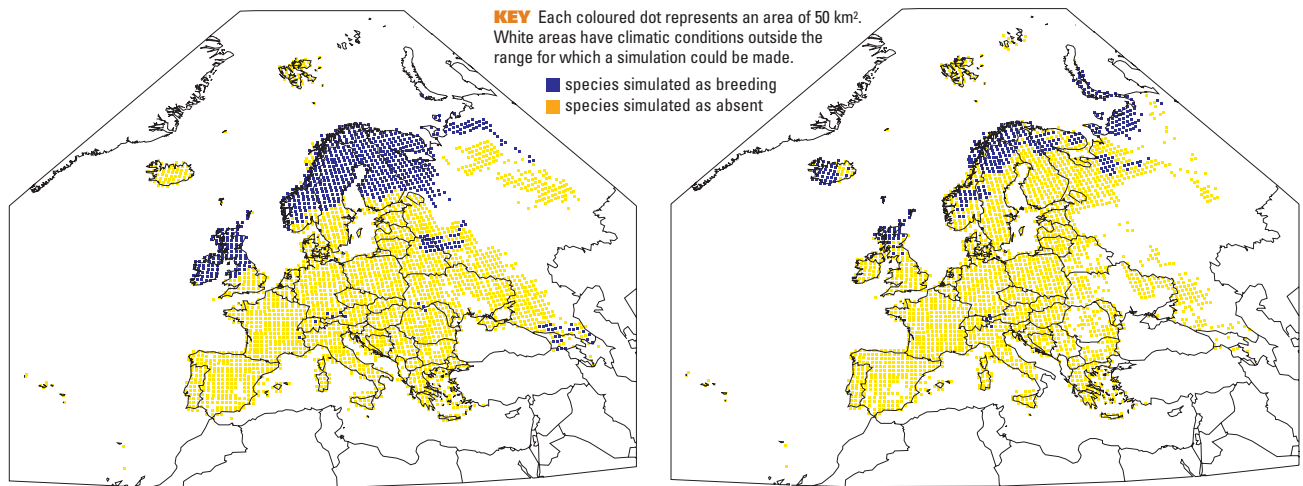 KEY Each coloured dot represents an area of 50 km².
White areas have climatic conditions outside the
range for which a simulation could be made.
species simulated as breeding
species simulated as absent